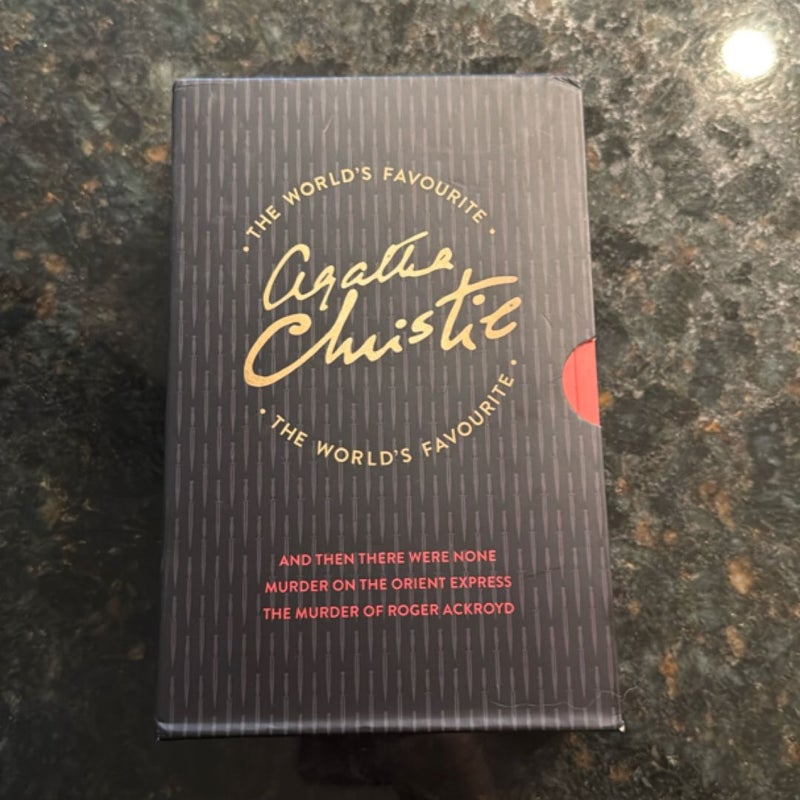 • THE WORLD'S FAVOURITE •
Agatha
Christie
• THE WORLD'S FAVOURITE •
AND THEN THERE WERE NONE
MURDER ON THE ORIENT EXPRESS
THE MURDER OF ROGER ACKROYD